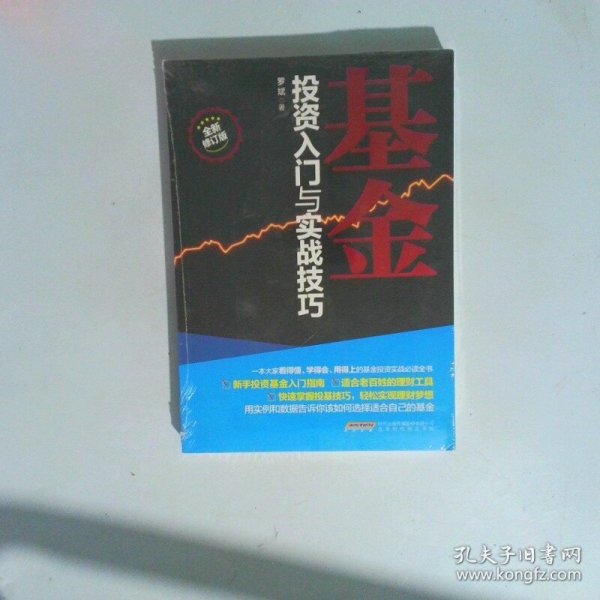 基金
投资入门与实战技巧
罗斌 著
全新
修订版
一本大家看得懂、学得会、用得上的基金投资实战必读全书
新手投资基金入门指南 适合老百姓的理财工具
快速掌握投基技巧，轻松实现理财梦想
用实例和数据告诉你该如何选择适合自己的基金
孔夫子旧书网
www.kongfz.com